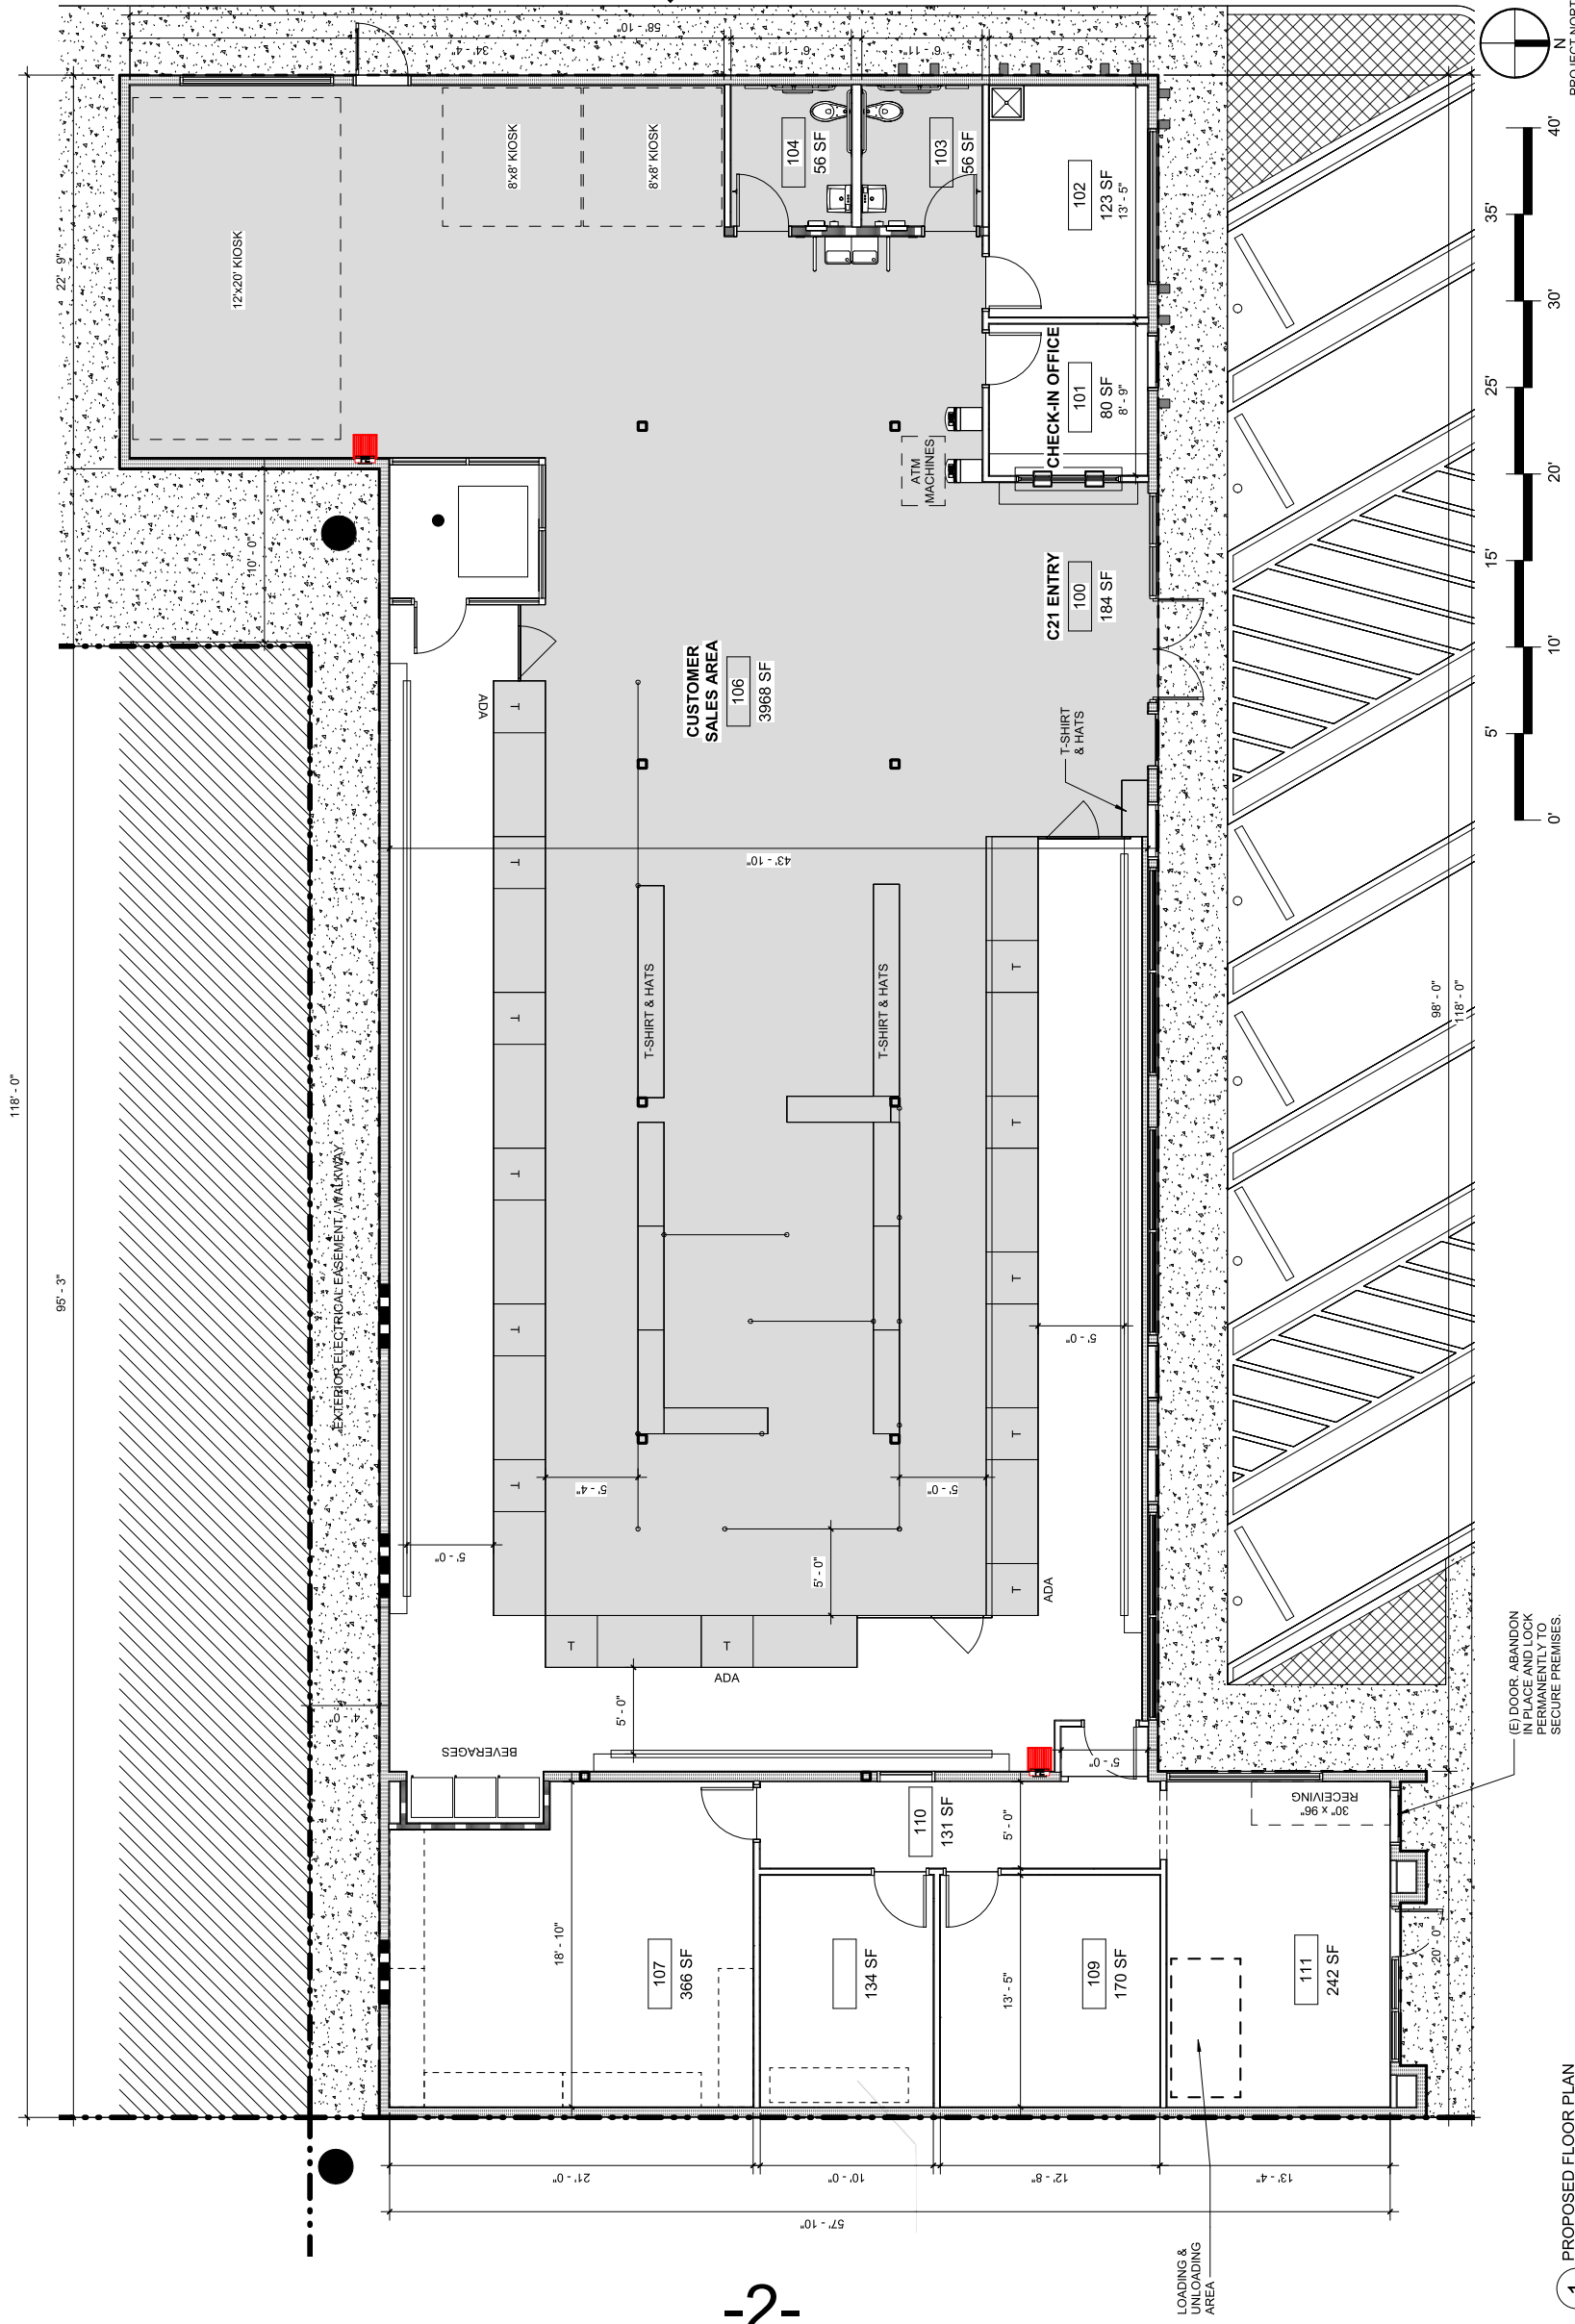 118' - 0"
95' - 3"
22' - 9"
EXTERIOR ELECTRICAL EASEMENT / WALKWAY
10' - 0"
4' - 0"
12'x20' KIOSK
8'x8' KIOSK
8'x8' KIOSK
34' - 4"
58' - 10"
6' - 11"
6' - 11"
9' - 2"
104
56 SF
103
56 SF
102
123 SF
13' - 5"
CHECK-IN OFFICE
101
80 SF
8' - 9"
ATM
MACHINES
C21 ENTRY
100
184 SF
CUSTOMER
SALES AREA
106
3968 SF
T-SHIRT
& HATS
43' - 10"
T-SHIRT & HATS
T-SHIRT & HATS
ADA
T
T
T
T
T
T
T
T
T
T
T
T
T
ADA
ADA
5' - 0"
5' - 4"
5' - 0"
5' - 0"
5' - 0"
5' - 0"
5' - 0"
BEVERAGES
107
366 SF
18' - 10"
134 SF
110
131 SF
5' - 0"
109
170 SF
13' - 5"
111
242 SF
30" x 96"
RECEIVING
20' - 0"
21' - 0"
10' - 0"
12' - 8"
13' - 4"
57' - 10"
LOADING &
UNLOADING
AREA
(E) DOOR. ABANDON
IN PLACE AND LOCK
PERMANENTLY TO
SECURE PREMISES.
98' - 0"
118' - 0"
0'
5'
10'
15'
20'
25'
30'
35'
40'
N
1
PROPOSED FLOOR PLAN
-2-